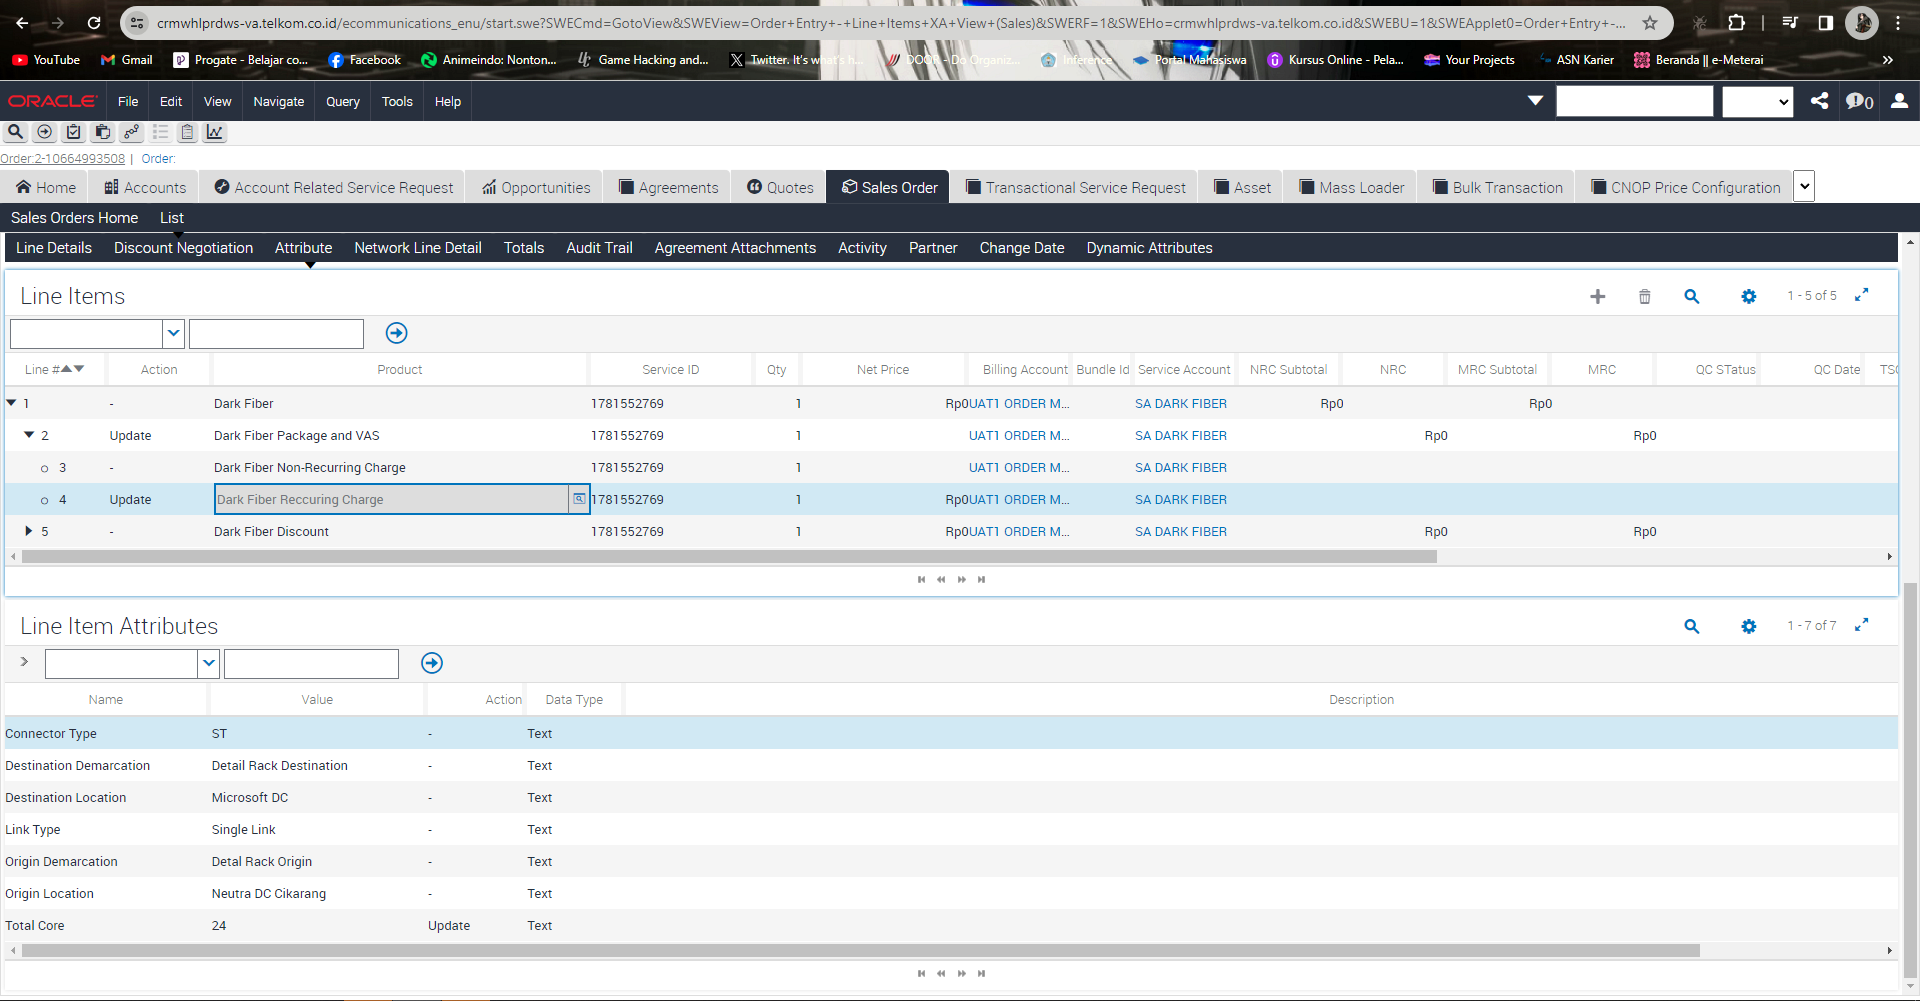 crmwhlprdws-va.telkom.co.id/ecommunications_enu/start.swe?SWECmd=GotoView&SWEView=Order+Entry+-+Line+Items+XA+View+(Sales)&SWERF=1&SWEHo=crmwhlprdws-va.telkom.co.id&SWEBU=1&SWEApplet0=Order+Entry+-...
YouTube Gmail Progate - Belajar co... Facebook Animeindo: Nonton... Game Hacking and... Twitter. It's what's h... DOOR - Do Organiz... Inference Portal Mahasiswa Kursus Online - Pela... Your Projects ASN Karier Beranda || e-Meterai »
ORACLE File Edit View Navigate Query Tools Help 0
Order:2-10664993508 | Order:
Home Accounts Account Related Service Request Opportunities Agreements Quotes Sales Order Transactional Service Request Asset Mass Loader Bulk Transaction CNOP Price Configuration
Sales Orders Home List
Line Details Discount Negotiation Attribute Network Line Detail Totals Audit Trail Agreement Attachments Activity Partner Change Date Dynamic Attributes
Line Items 1 - 5 of 5
Line # Action Product Service ID Qty Net Price Billing Account Bundle Id Service Account NRC Subtotal NRC MRC Subtotal MRC QC STatus QC Date TSQ
1 - Dark Fiber 1781552769 1 Rp0 UAT1 ORDER M... SA DARK FIBER Rp0 Rp0
2 Update Dark Fiber Package and VAS 1781552769 1 UAT1 ORDER M... SA DARK FIBER Rp0 Rp0
3 - Dark Fiber Non-Recurring Charge 1781552769 1 UAT1 ORDER M... SA DARK FIBER
4 Update Dark Fiber Reccuring Charge 1781552769 1 Rp0 UAT1 ORDER M... SA DARK FIBER
5 - Dark Fiber Discount 1781552769 1 Rp0 UAT1 ORDER M... SA DARK FIBER Rp0 Rp0
Line Item Attributes 1 - 7 of 7
Name Value Action Data Type Description
Connector Type ST - Text
Destination Demarcation Detail Rack Destination - Text
Destination Location Microsoft DC - Text
Link Type Single Link - Text
Origin Demarcation Detal Rack Origin - Text
Origin Location Neutra DC Cikarang - Text
Total Core 24 Update Text